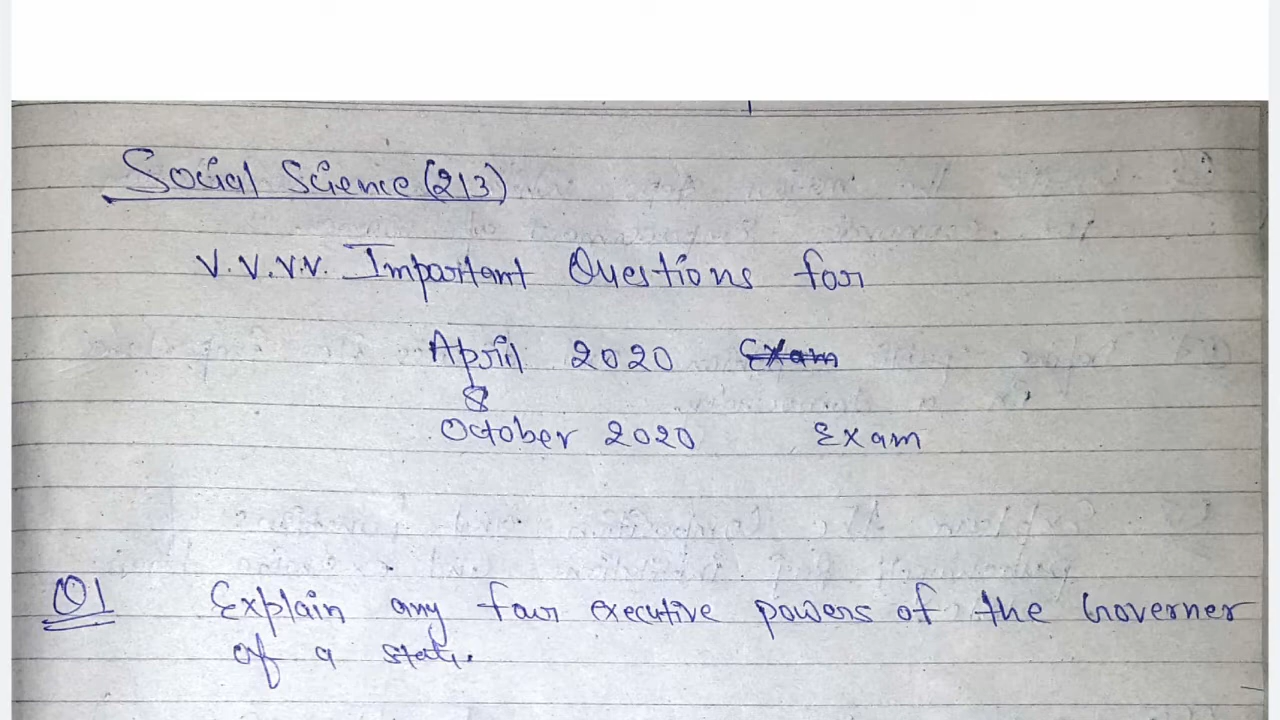 Social Science (213)
V.V.V.V. Important Questions for
April 2020 Exam
&
October 2020 Exam
Q1 Explain any four executive powers of the Governer
of a state.